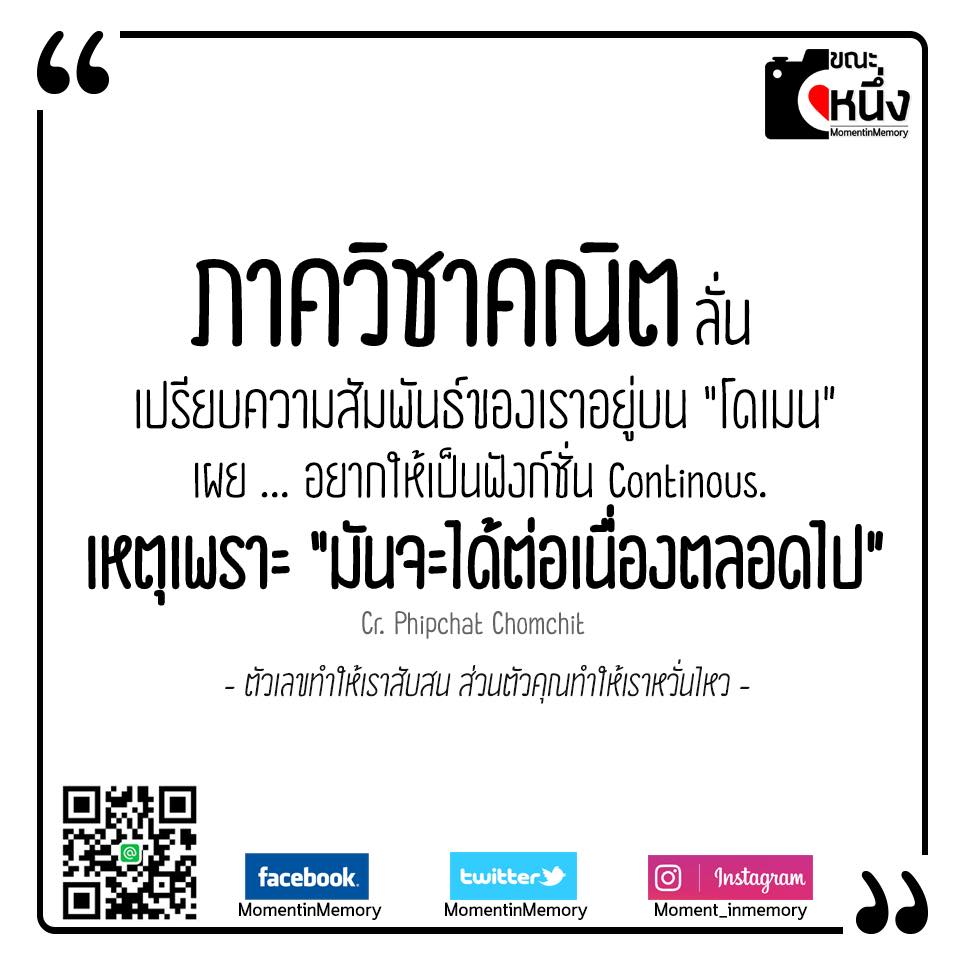 ขณะ
หนึ่ง
MomentinMemory
ภาควิชาคณิต ลั่น
เปรียบความสัมพันธ์ของเราอยู่บน "โดเมน"
เผย ... อยากให้เป็นฟังก์ชั่น Continous.
เหตุเพราะ "มันจะได้ต่อเนื่องตลอดไป"
Cr. Phipchat Chomchit
- ตัวเลขทำให้เราสับสน ส่วนตัวคุณทำให้เราหวั่นไหว -
facebook
MomentinMemory
twitter
MomentinMemory
Instagram
Moment_inmemory